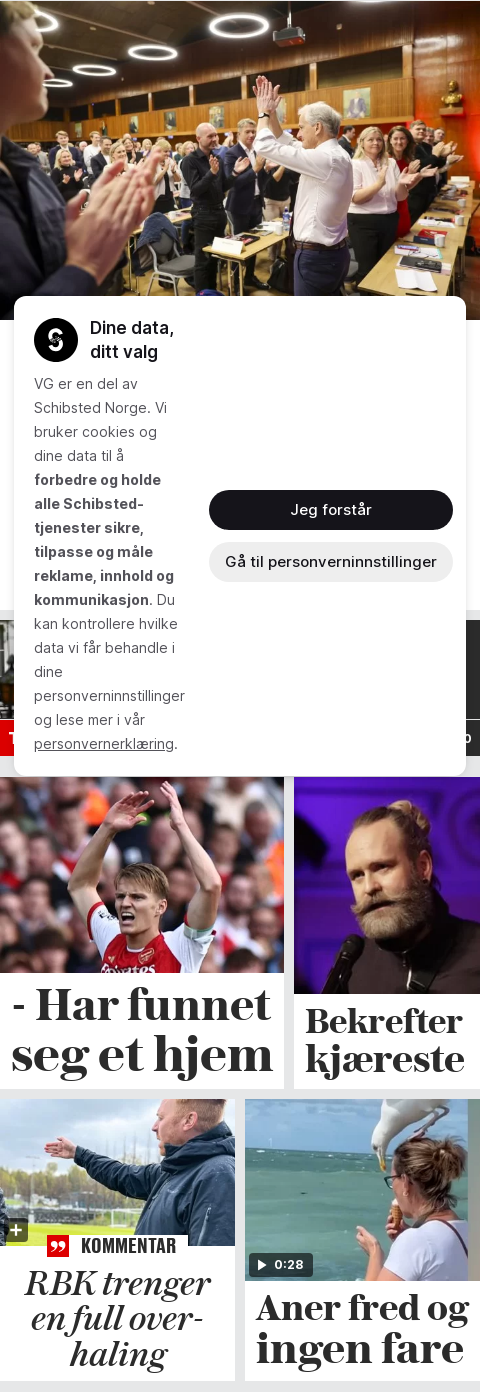 Dine data,
ditt valg
VG er en del av
Schibsted Norge. Vi
bruker cookies og
dine data til å
forbedre og holde
alle Schibsted-
tjenester sikre,
tilpasse og måle
reklame, innhold og
kommunikasjon. Du
kan kontrollere hvilke
data vi får behandle i
dine
personverninnstillinger
og lese mer i vår
personvernerklæring.
Jeg forstår
Gå til personverninnstillinger
- Har funnet
seg et hjem
Bekrefter
kjæreste
KOMMENTAR
RBK trenger
en full over-
haling
0:28
Aner fred og
ingen fare